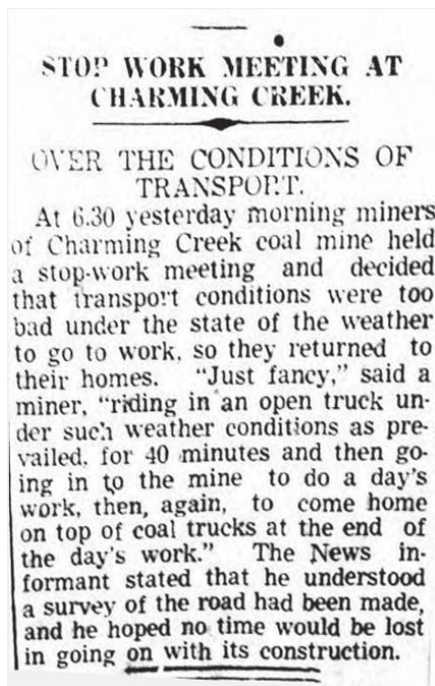 STOP WORK MEETING AT
CHARMING CREEK.
OVER THE CONDITIONS OF
TRANSPORT.
At 6.30 yesterday morning miners
of Charming Creek coal mine held
a stop-work meeting and decided
that transport conditions were too
bad under the state of the weather
to go to work, so they returned to
their homes. "Just fancy," said a
miner, "riding in an open truck un-
der such weather conditions as pre-
vailed, for 40 minutes and then go-
ing in to the mine to do a day's
work, then, again, to come home
on top of coal trucks at the end of
the day's work." The News in-
formant stated that he understood
a survey of the road had been made,
and he hoped no time would be lost
in going on with its construction.